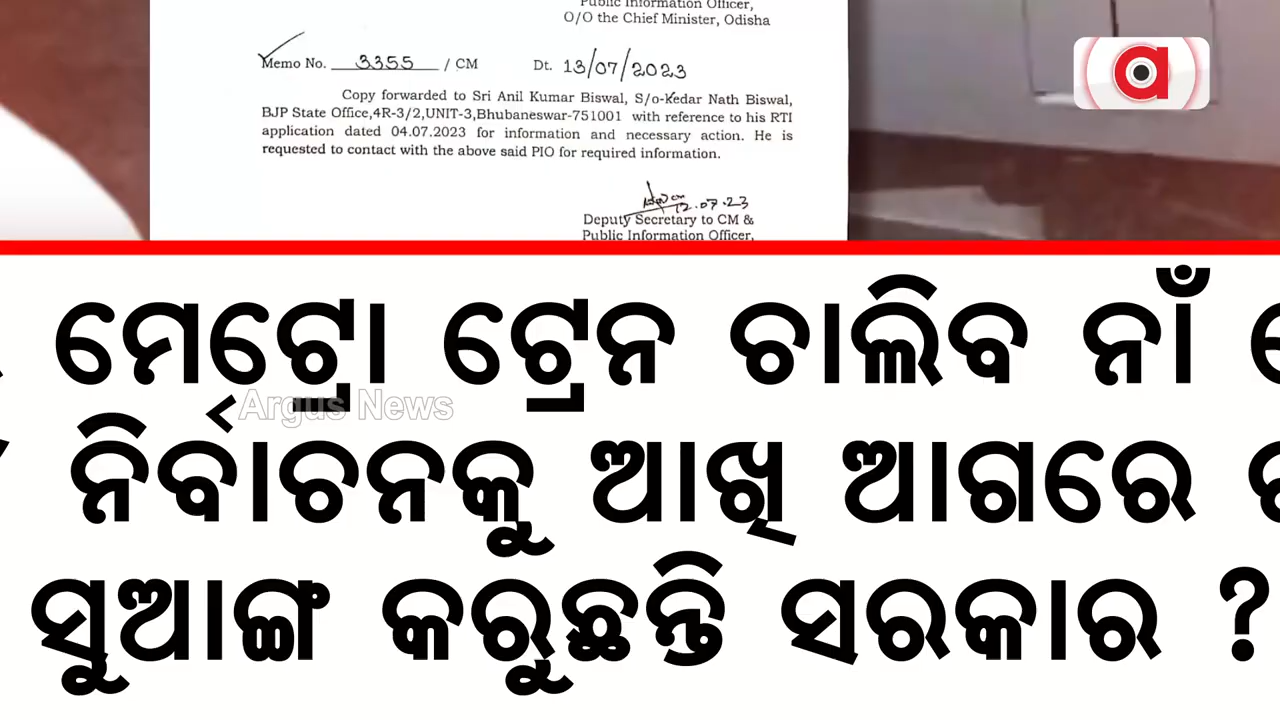 Public Information Officer,
O/O the Chief Minister, Odisha
Memo No. 3355 / CM Dt. 13/07/2023
Copy forwarded to Sri Anil Kumar Biswal, S/o-Kedar Nath Biswal,
BJP State Office,4R-3/2,UNIT-3,Bhubaneswar-751001 with reference to his RTI
application dated 04.07.2023 for information and necessary action. He is
requested to contact with the above said PIO for required information.
12.07.23
Deputy Secretary to CM &
Public Information Officer,
a
ମେଟ୍ରୋ ଟ୍ରେନ ଚାଲିବ ନାଁ
Argus News
ନିର୍ବାଚନକୁ ଆଖି ଆଗରେ
ସୁଆଙ୍ଗ କରୁଛନ୍ତି ସରକାର ?